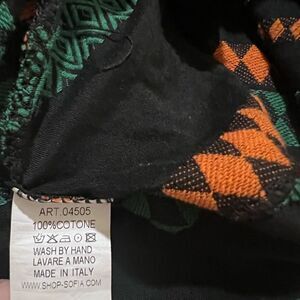 ART.04505
100%COTONE
WASH BY HAND
LAVARE A MANO
MADE IN ITALY
WWW.SHOP-SOFIA.COM